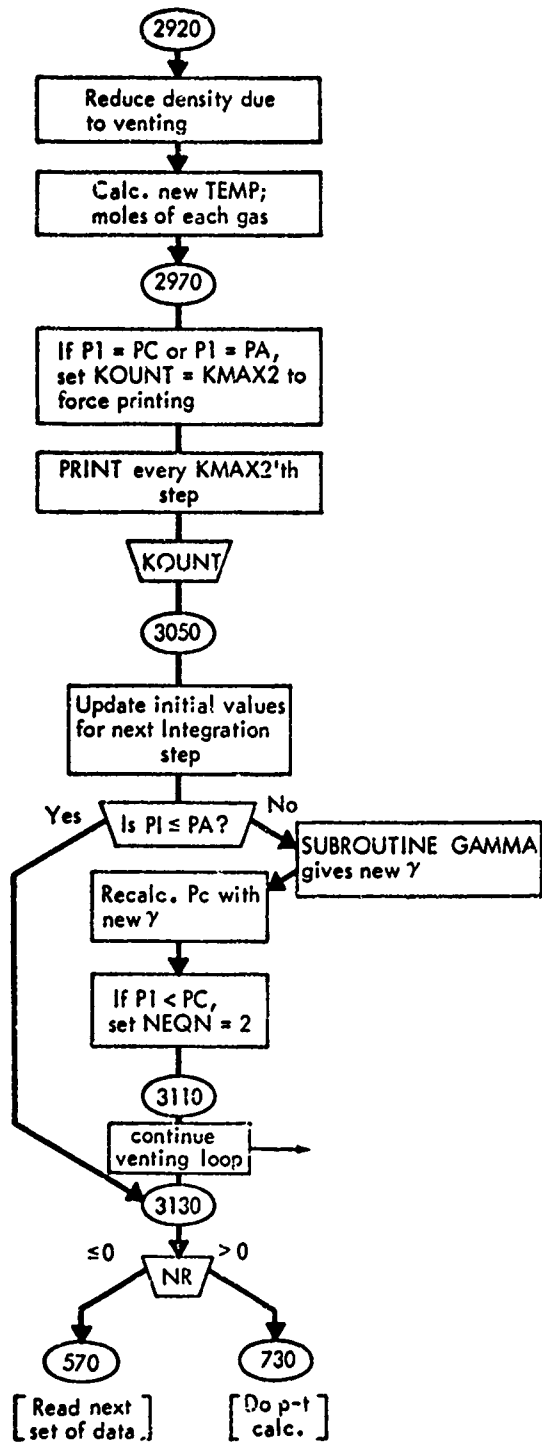 2920
Reduce density due
to venting
Calc. new TEMP;
moles of each gas
2970
If P1 = PC or P1 = PA,
set KOUNT = KMAX2 to
force printing
PRINT every KMAX2'th
step
KOUNT
3050
Update initial values
for next Integration
step
Yes
Is PI ≤ PA?
No
SUBROUTINE GAMMA
gives new γ
Recalc. Pc with
new γ
If P1 < PC,
set NEQN = 2
3110
continue
venting loop
3130
≤0
NR
> 0
570
730
[Read next
set of data.]
[Do p-t
calc.]